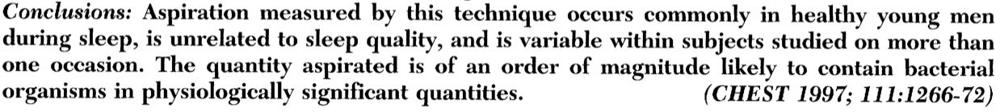 Conclusions: Aspiration measured by this technique occurs commonly in healthy young men
during sleep, is unrelated to sleep quality, and is variable within subjects studied on more than
one occasion. The quantity aspirated is of an order of magnitude likely to contain bacterial
organisms in physiologically significant quantities. (CHEST 1997; 111:1266-72)